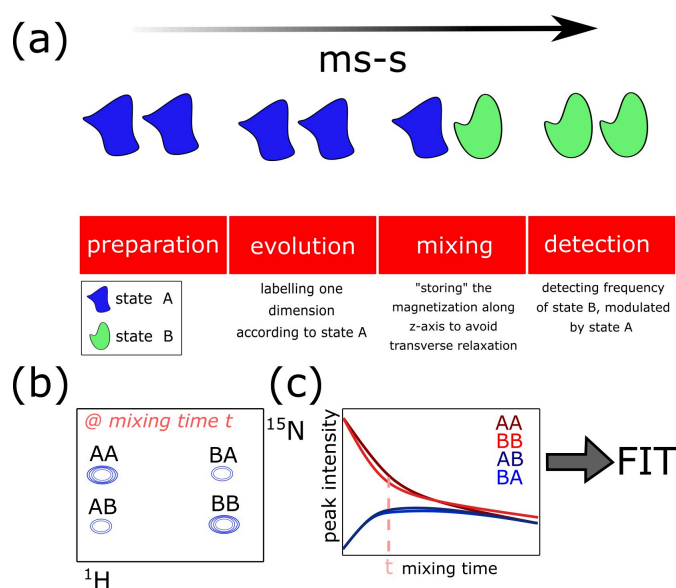 (a)
ms-s
preparation evolution mixing detection
state A
state B
labelling one
dimension
according to state A
"storing" the
magnetization along
z-axis to avoid
transverse relaxation
detecting frequency
of state B, modulated
by state A
(b)
@ mixing time t
AA BA
AB BB
¹⁵N
¹H
(c)
peak intensity
AA
BB
AB
BA
t mixing time
FIT